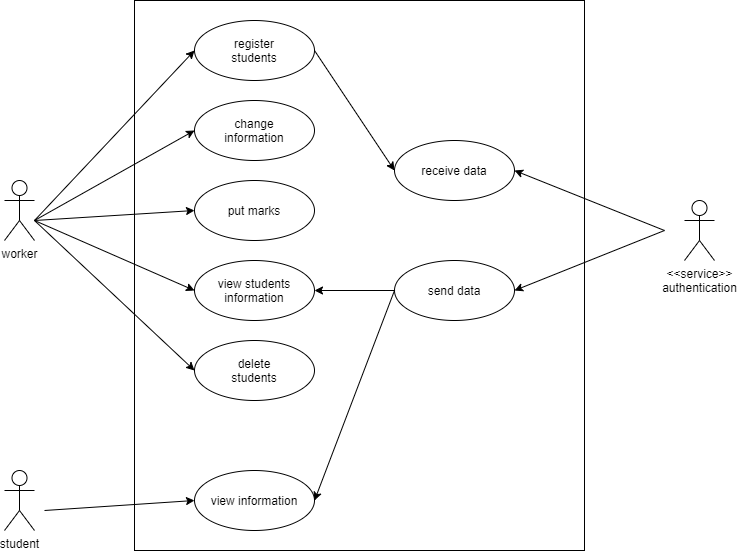 register
students
change
information
receive data
put marks
worker
<<service>>
authentication
view students
information
send data
delete
students
view information
student